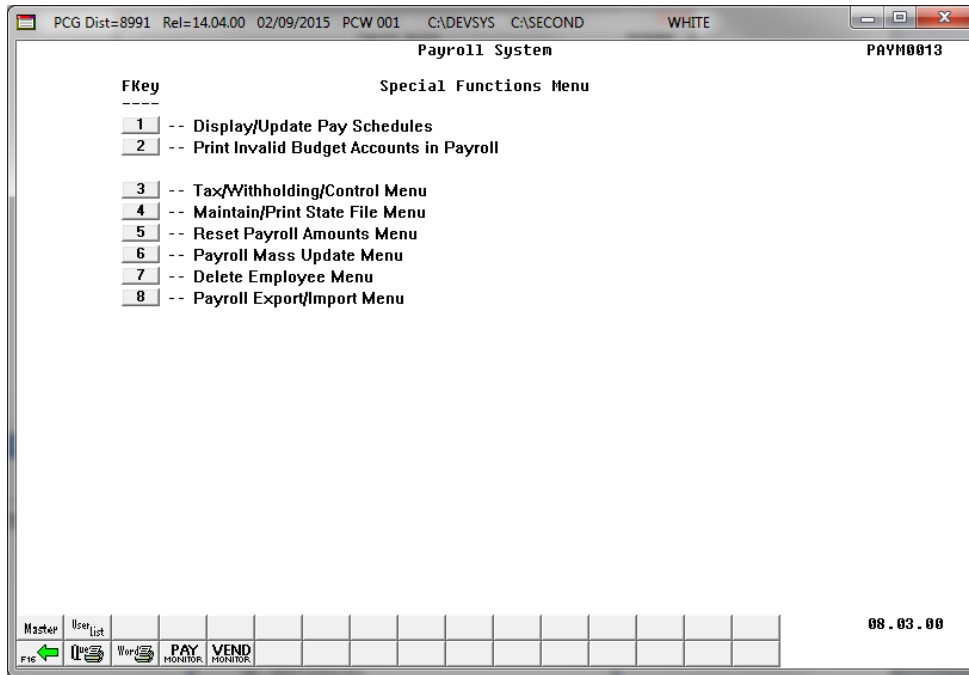 PCG Dist=8991 Rel=14.04.00 02/09/2015 PCW 001 C:\DEVSYS C:\SECOND WHITE
Payroll System PAYM0013
FKey Special Functions Menu
----
1 -- Display/Update Pay Schedules
2 -- Print Invalid Budget Accounts in Payroll
3 -- Tax/Withholding/Control Menu
4 -- Maintain/Print State File Menu
5 -- Reset Payroll Amounts Menu
6 -- Payroll Mass Update Menu
7 -- Delete Employee Menu
8 -- Payroll Export/Import Menu
Master User List 08.03.00
F16 Que Word PAY MONITOR VEND MONITOR